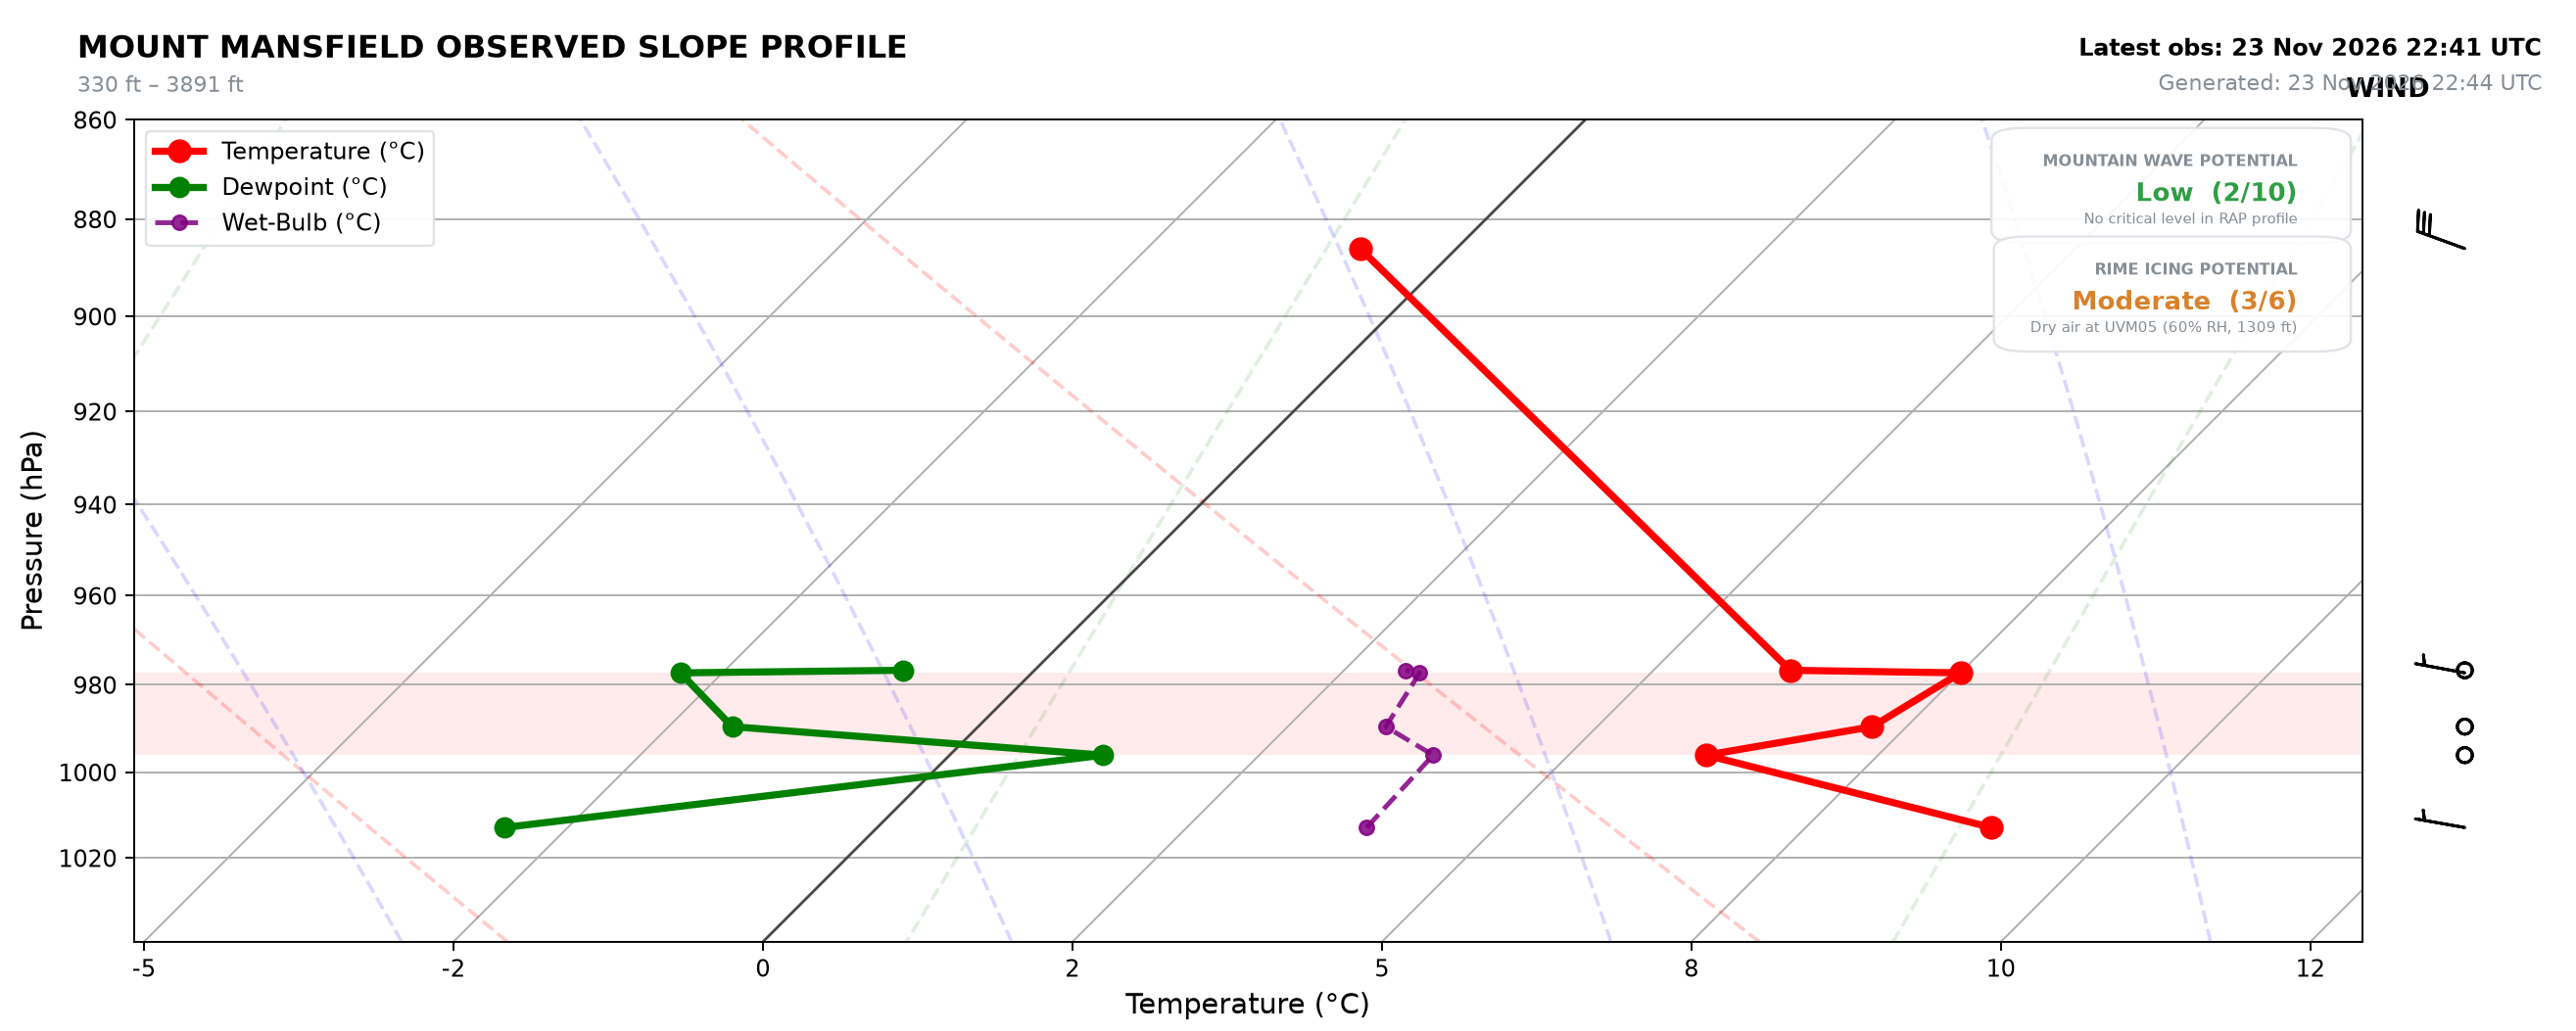 MOUNT MANSFIELD OBSERVED SLOPE PROFILE
330 ft – 3891 ft
Latest obs: 23 Nov 2026 22:41 UTC
Generated: 23 Nov 2026 22:44 UTC
WIND
Temperature (°C)
Dewpoint (°C)
Wet-Bulb (°C)
MOUNTAIN WAVE POTENTIAL
Low (2/10)
No critical level in RAP profile
RIME ICING POTENTIAL
Moderate (3/6)
Dry air at UVM05 (60% RH, 1309 ft)
Pressure (hPa)
860
880
900
920
940
960
980
1000
1020
-5
-2
0
2
5
8
10
12
Temperature (°C)